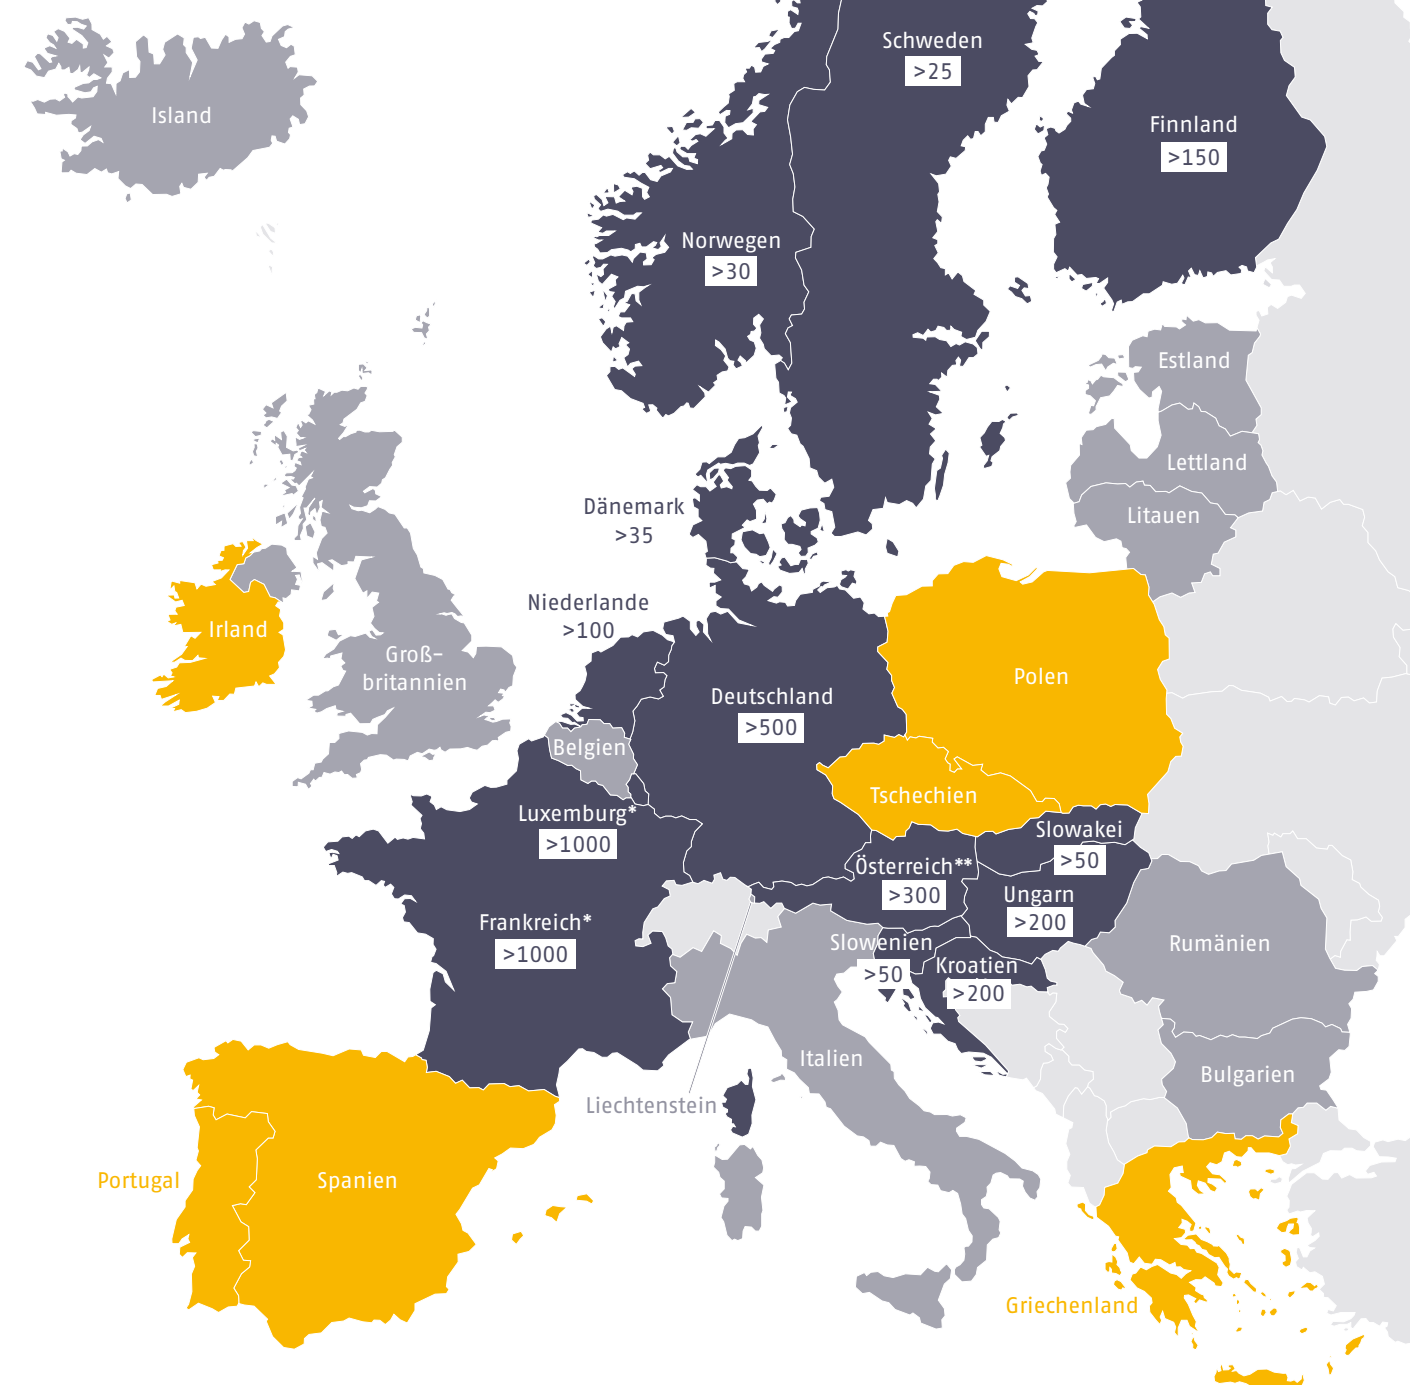 Schweden
>25
Island
Finnland
>150
Norwegen
>30
Estland
Lettland
Dänemark
>35
Litauen
Niederlande
>100
Irland
Groß-
britannien
Polen
Deutschland
>500
Belgien
Tschechien
Luxemburg*
>1000
Slowakei
>50
Österreich**
>300
Ungarn
>200
Frankreich*
>1000
Slowenien
>50
Rumänien
Kroatien
>200
Italien
Bulgarien
Liechtenstein
Portugal
Spanien
Griechenland